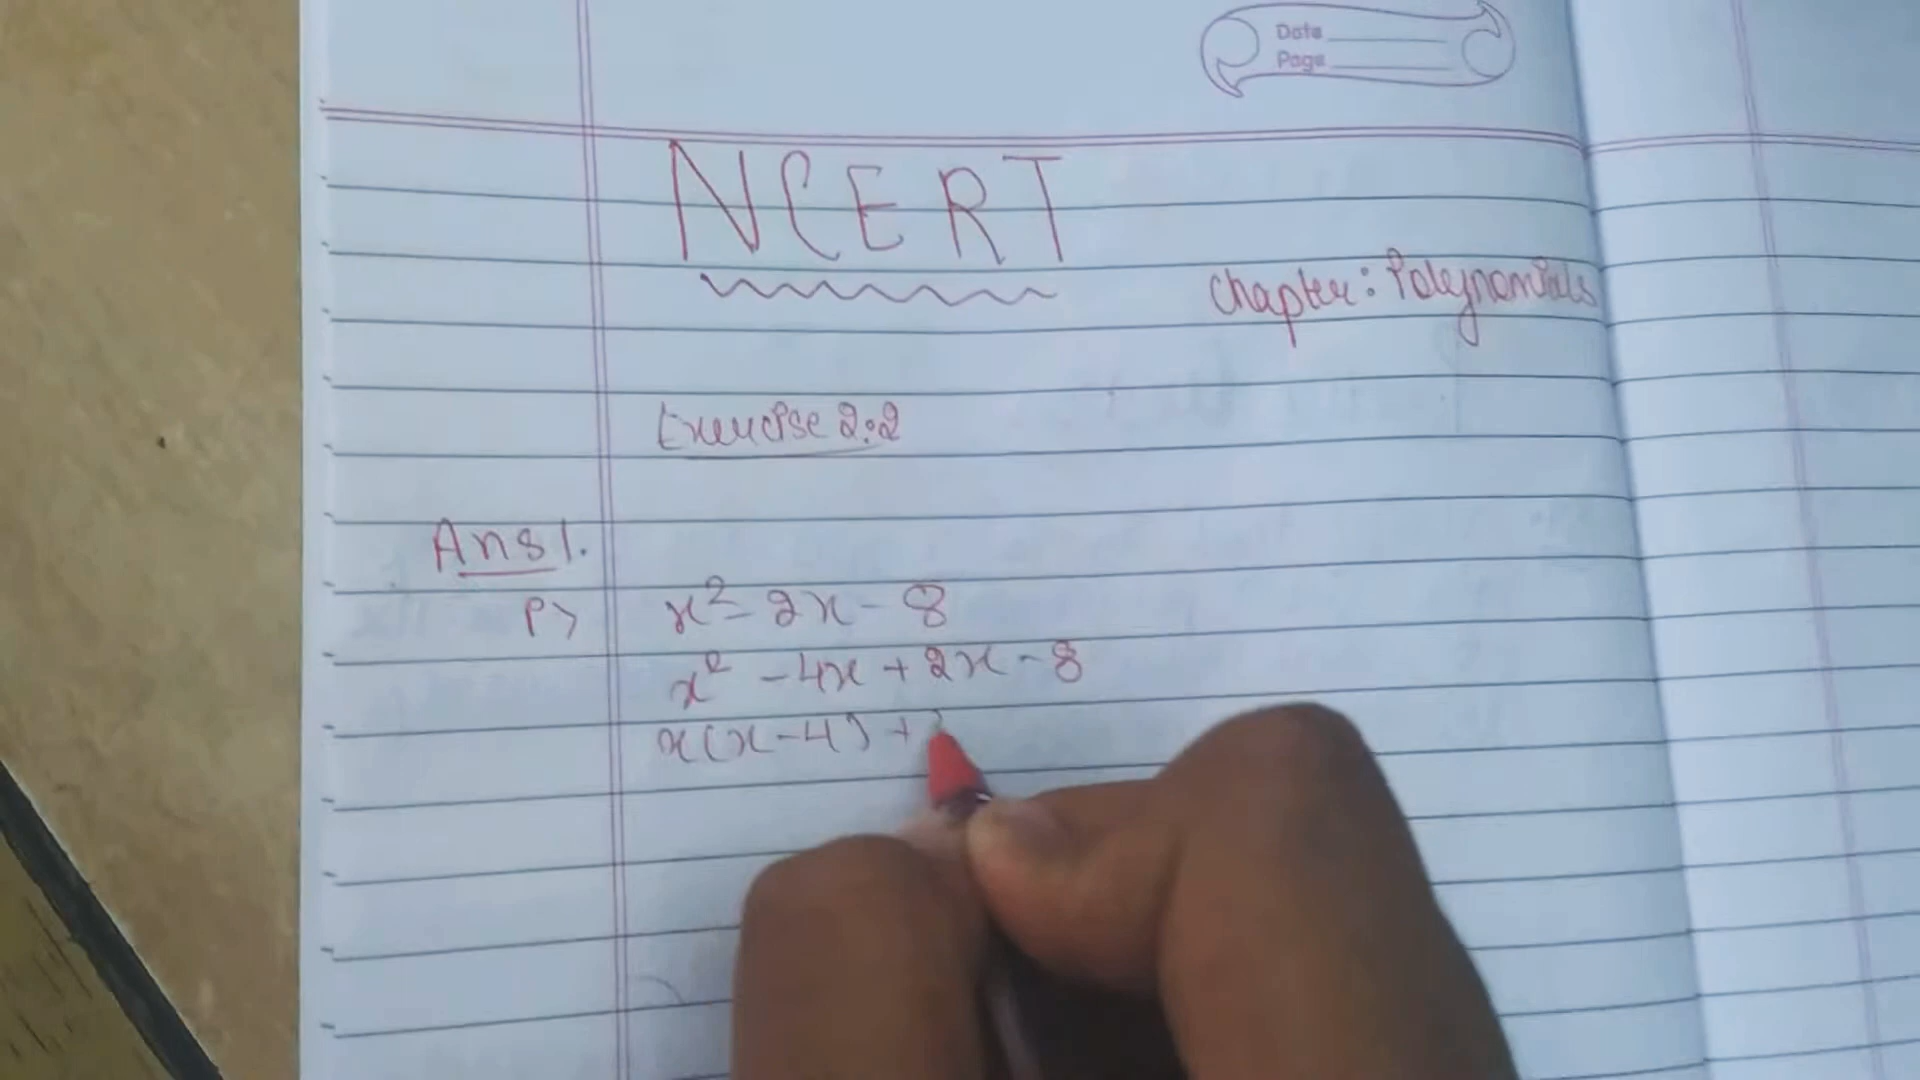 Date
Page
NCERT
Chapter: Polynomials
Exercise 2.2
Ans 1.
i> x² - 2x - 8
x² - 4x + 2x - 8
x(x-4) +